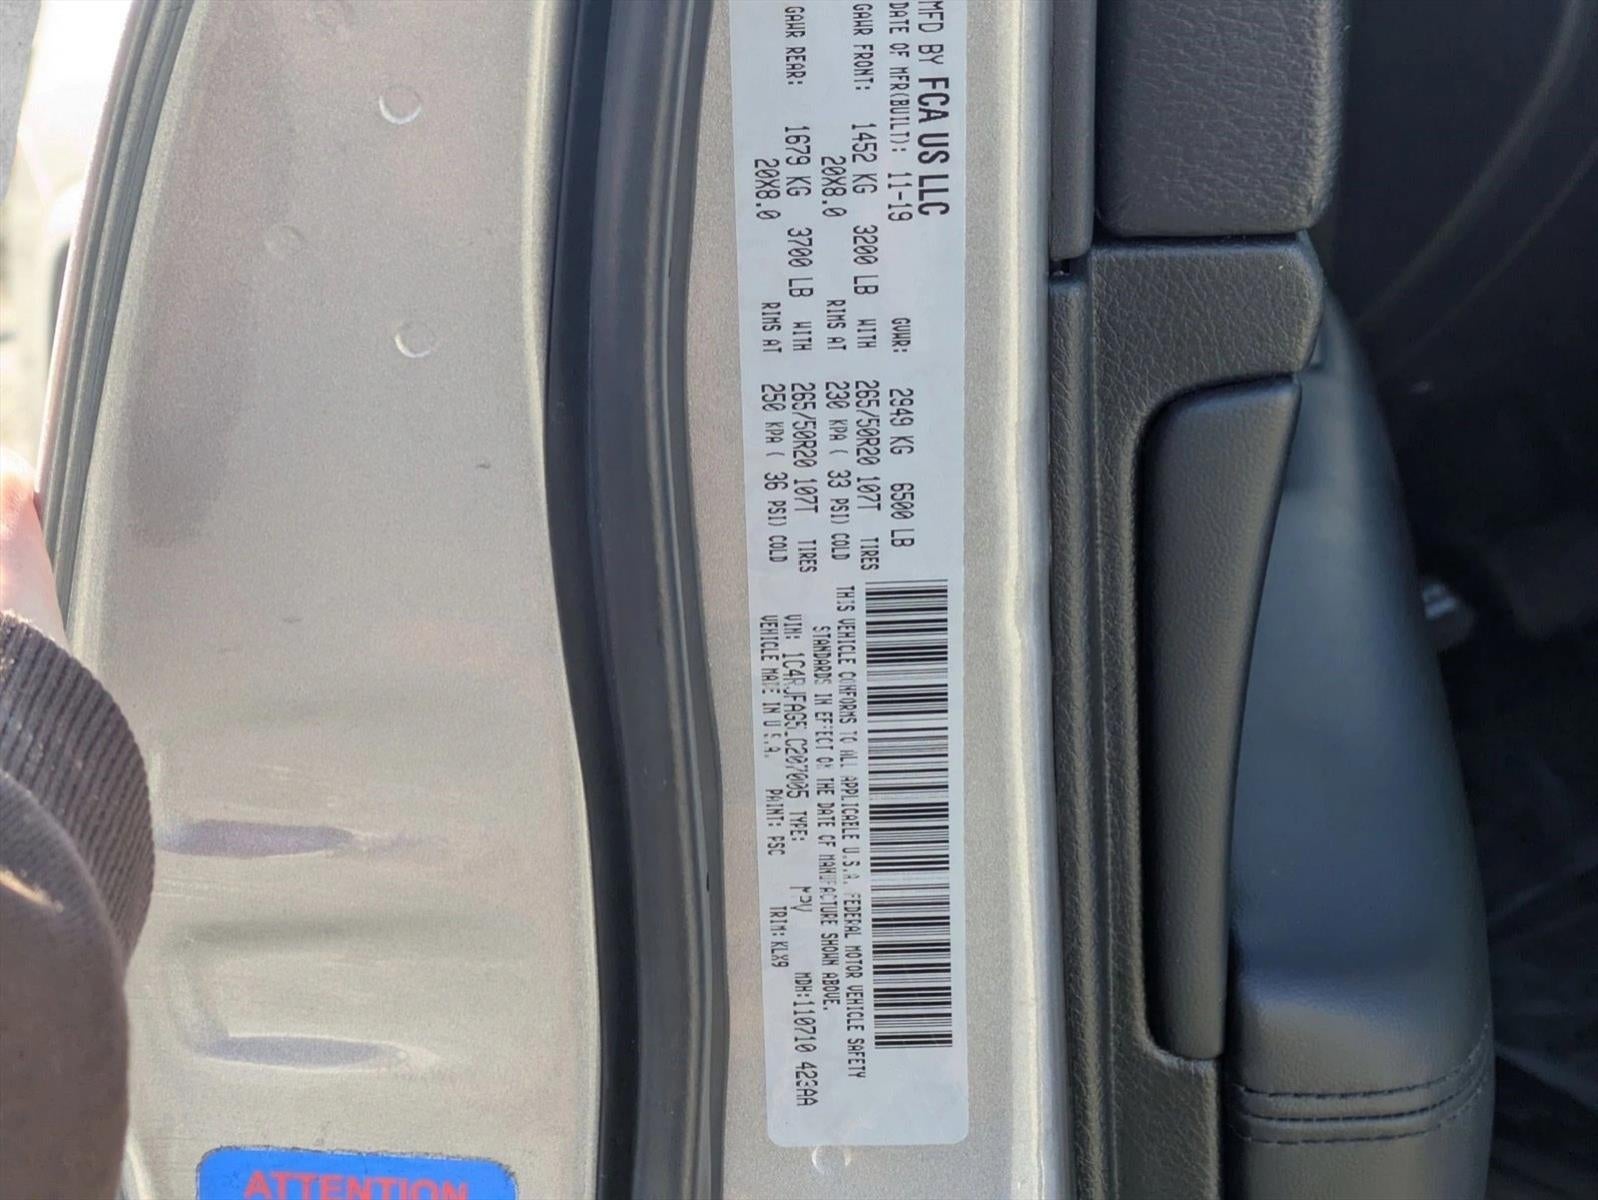 MFD BY FCA US LLC
DATE OF MFR(BUILT): 11-19 GVWR: 2949 KG 6500 LB
GAWR FRONT: 1452 KG 3200 LB WITH 265/50R20 107T TIRES
20X8.0 RIMS AT 230 KPA ( 33 PSI) COLD
GAWR REAR: 1679 KG 3700 LB WITH 265/50R20 107T TIRES
20X8.0 RIMS AT 250 KPA ( 36 PSI) COLD
THIS VEHICLE CONFORMS TO ALL APPLICABLE U.S.A. FEDERAL MOTOR VEHICLE SAFETY
STANDARDS IN EFFECT ON THE DATE OF MANUFACTURE SHOWN ABOVE.
VIN: TYPE: MPV MDH:110710 423AA
VEHICLE MADE IN U.S.A. PAINT: PSC TRIM: KLX9
ATTENTION